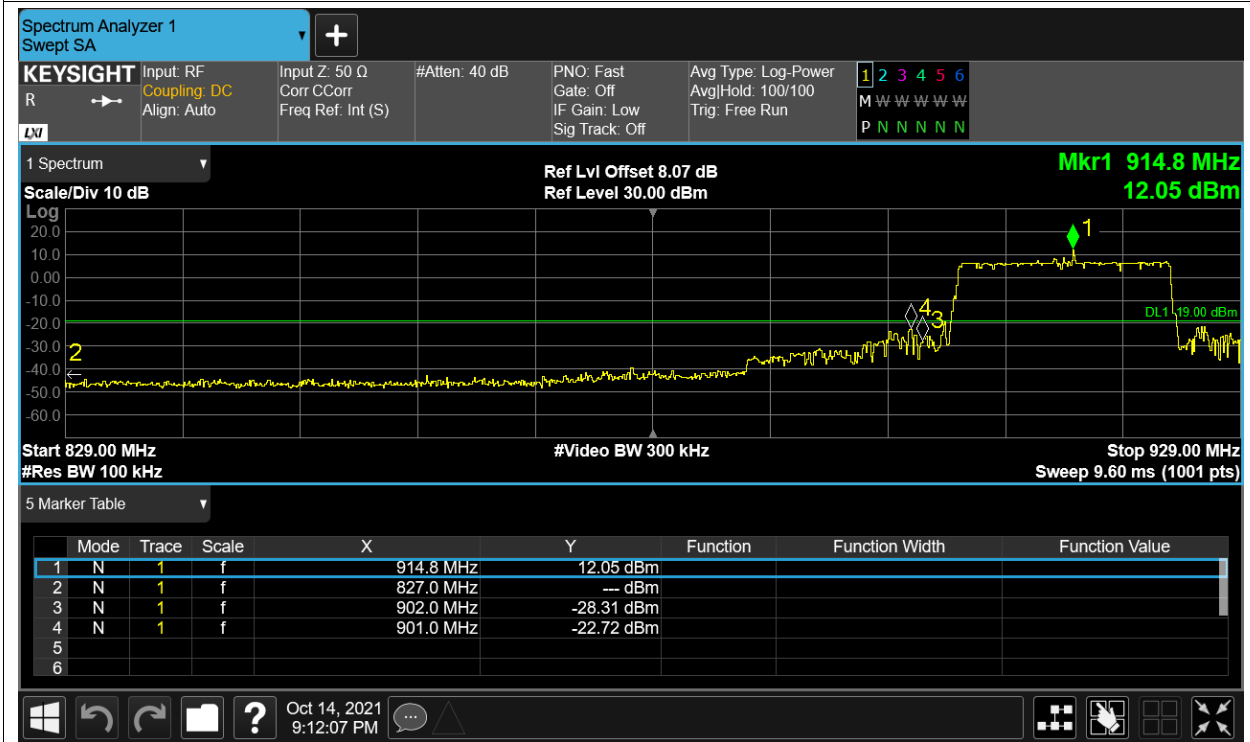 Spectrum Analyzer 1
Swept SA
+
KEYSIGHT Input: RF Input Z: 50 Ω #Atten: 40 dB PNO: Fast Avg Type: Log-Power 1 2 3 4 5 6
R Coupling: DC Corr CCorr Gate: Off Avg|Hold: 100/100 M W W W W W
Align: Auto Freq Ref: Int (S) IF Gain: Low Trig: Free Run
LXI Sig Track: Off P N N N N N
1 Spectrum Ref Lvl Offset 8.07 dB Mkr1 914.8 MHz
Scale/Div 10 dB Ref Level 30.00 dBm 12.05 dBm
Log
20.0 1
10.0
0.00
-10.0 4
DL1 -19.00 dBm
-20.0 3
-30.0 2
-40.0
-50.0
-60.0
Start 829.00 MHz #Video BW 300 kHz Stop 929.00 MHz
#Res BW 100 kHz Sweep 9.60 ms (1001 pts)
5 Marker Table
Mode Trace Scale X Y Function Function Width Function Value
1 N 1 f 914.8 MHz 12.05 dBm
2 N 1 f 827.0 MHz --- dBm
3 N 1 f 902.0 MHz -28.31 dBm
4 N 1 f 901.0 MHz -22.72 dBm
5
6
? Oct 14, 2021
9:12:07 PM